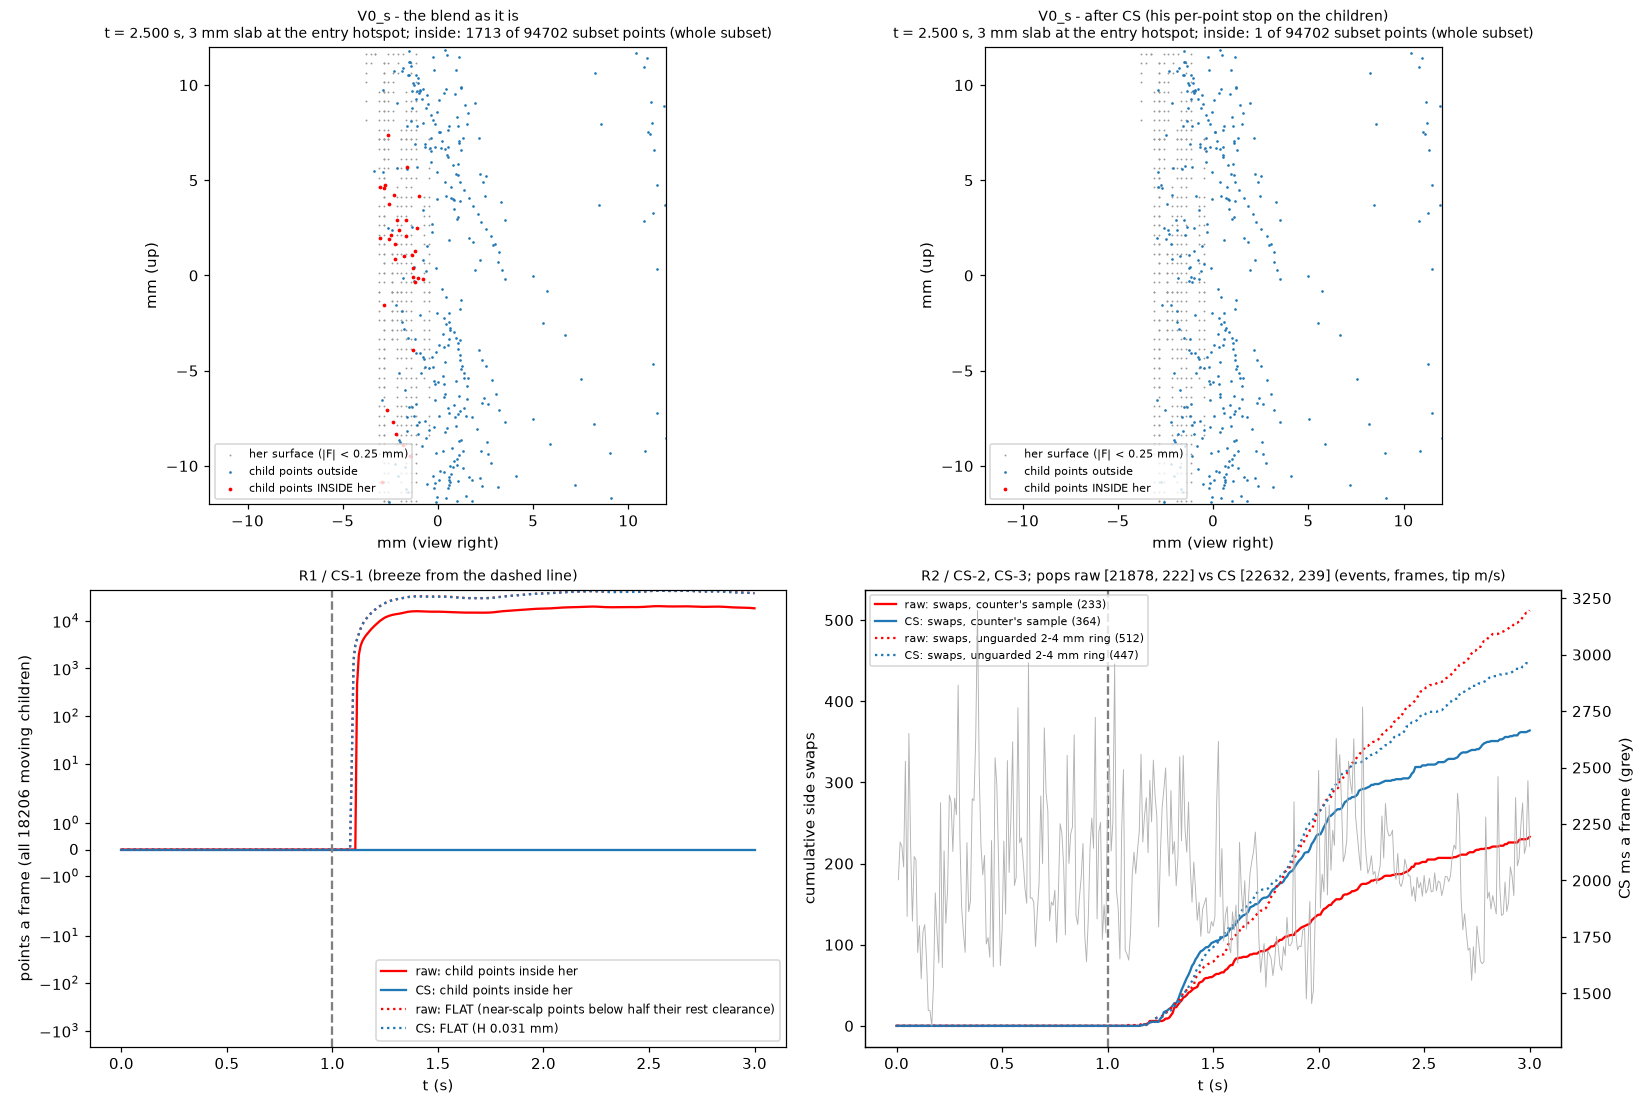 V0_s - the blend as it is
t = 2.500 s, 3 mm slab at the entry hotspot; inside: 1713 of 94702 subset points (whole subset)
10
5
0
−5
−10
mm (up)
her surface (|F| < 0.25 mm)
child points outside
child points INSIDE her
−10
−5
0
5
10
mm (view right)
V0_s - after CS (his per-point stop on the children)
t = 2.500 s, 3 mm slab at the entry hotspot; inside: 1 of 94702 subset points (whole subset)
10
5
0
−5
−10
mm (up)
her surface (|F| < 0.25 mm)
child points outside
child points INSIDE her
−10
−5
0
5
10
mm (view right)
R1 / CS-1 (breeze from the dashed line)
10^4
10^3
10^2
10^1
10^0
0
−10^0
−10^1
−10^2
−10^3
points a frame (all 18206 moving children)
raw: child points inside her
CS: child points inside her
raw: FLAT (near-scalp points below half their rest clearance)
CS: FLAT (H 0.031 mm)
0.0
0.5
1.0
1.5
2.0
2.5
3.0
t (s)
R2 / CS-2, CS-3; pops raw [21878, 222] vs CS [22632, 239] (events, frames, tip m/s)
raw: swaps, counter's sample (233)
CS: swaps, counter's sample (364)
raw: swaps, unguarded 2-4 mm ring (512)
CS: swaps, unguarded 2-4 mm ring (447)
500
400
300
200
100
0
cumulative side swaps
3250
3000
2750
2500
2250
2000
1750
1500
CS ms a frame (grey)
0.0
0.5
1.0
1.5
2.0
2.5
3.0
t (s)